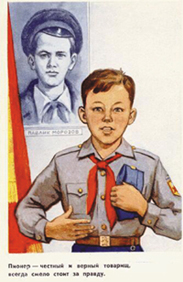 ПАВЛИК МОРОЗОВ
Пионер — честный и верный товарищ,
всегда смело стоит за правду.